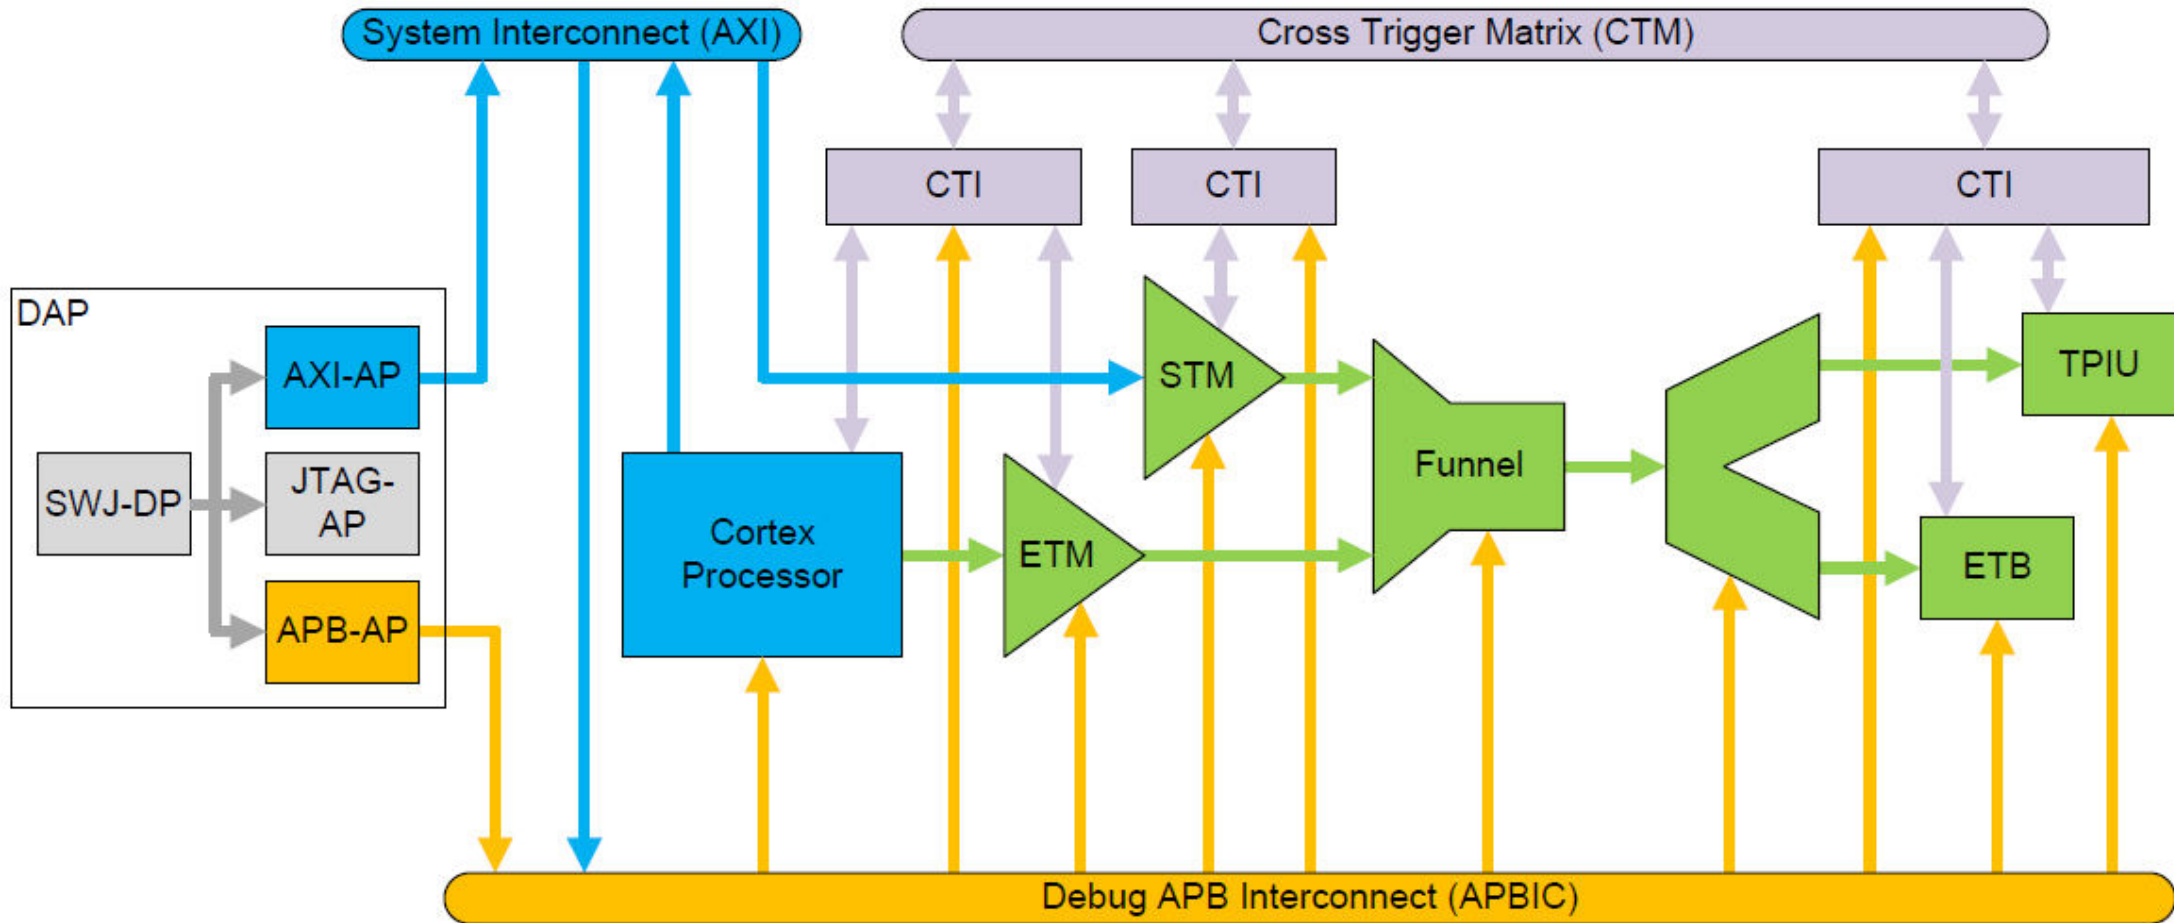 System Interconnect (AXI)
Cross Trigger Matrix (CTM)
CTI
CTI
CTI
DAP
AXI-AP
STM
TPIU
SWJ-DP
JTAG-
AP
Funnel
Cortex
Processor
ETM
ETB
APB-AP
Debug APB Interconnect (APBIC)